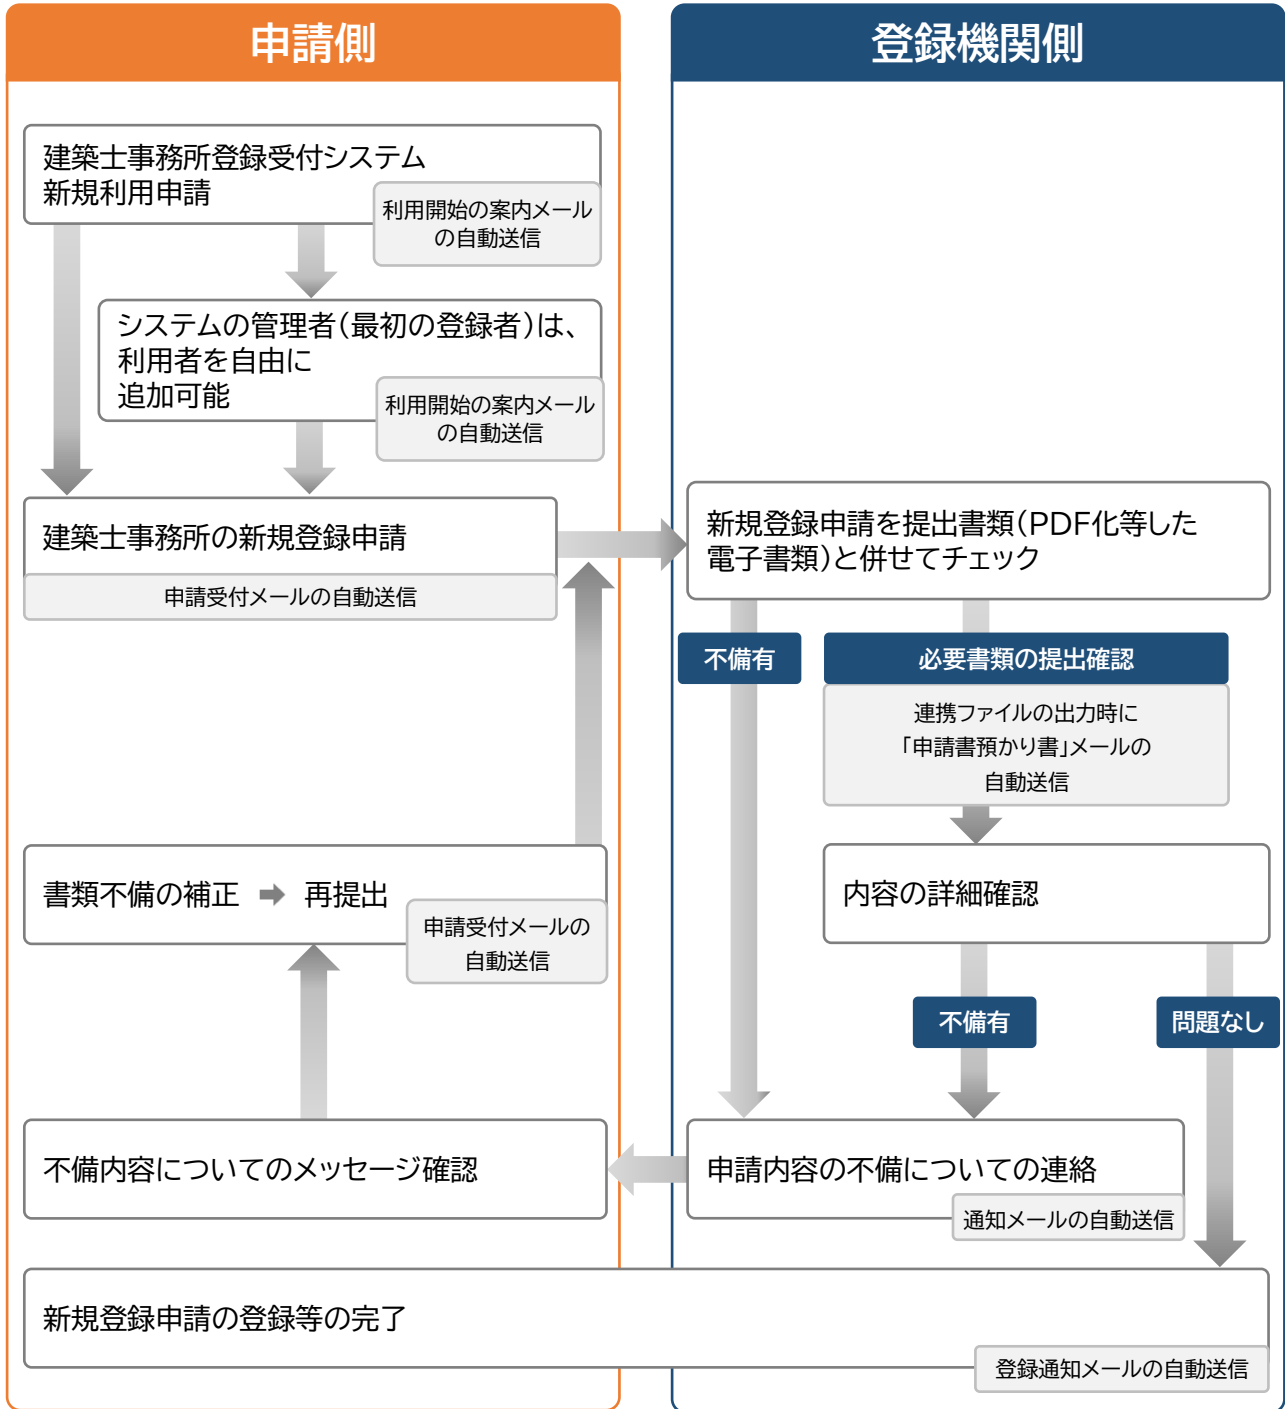 申請側
登録機関側
建築士事務所登録受付システム
新規利用申請
利用開始の案内メール
の自動送信
システムの管理者（最初の登録者）は、
利用者を自由に
追加可能
利用開始の案内メール
の自動送信
建築士事務所の新規登録申請
申請受付メールの自動送信
新規登録申請を提出書類（PDF化等した
電子書類）と併せてチェック
不備有
必要書類の提出確認
連携ファイルの出力時に
「申請書預かり書」メールの
自動送信
内容の詳細確認
書類不備の補正 ➡ 再提出
申請受付メールの
自動送信
不備有
問題なし
申請内容の不備についての連絡
通知メールの自動送信
不備内容についてのメッセージ確認
新規登録申請の登録等の完了
登録通知メールの自動送信